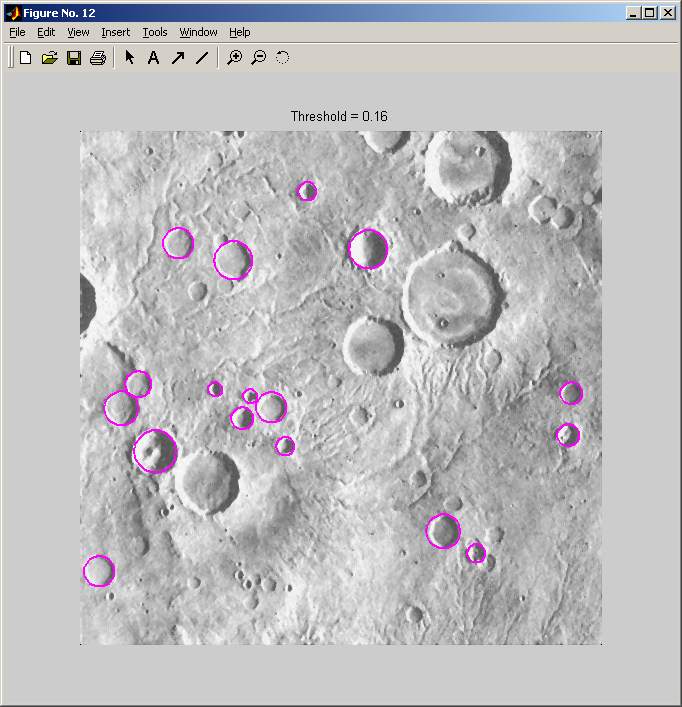 Figure No. 12
File Edit View Insert Tools Window Help
A
Threshold = 0.16